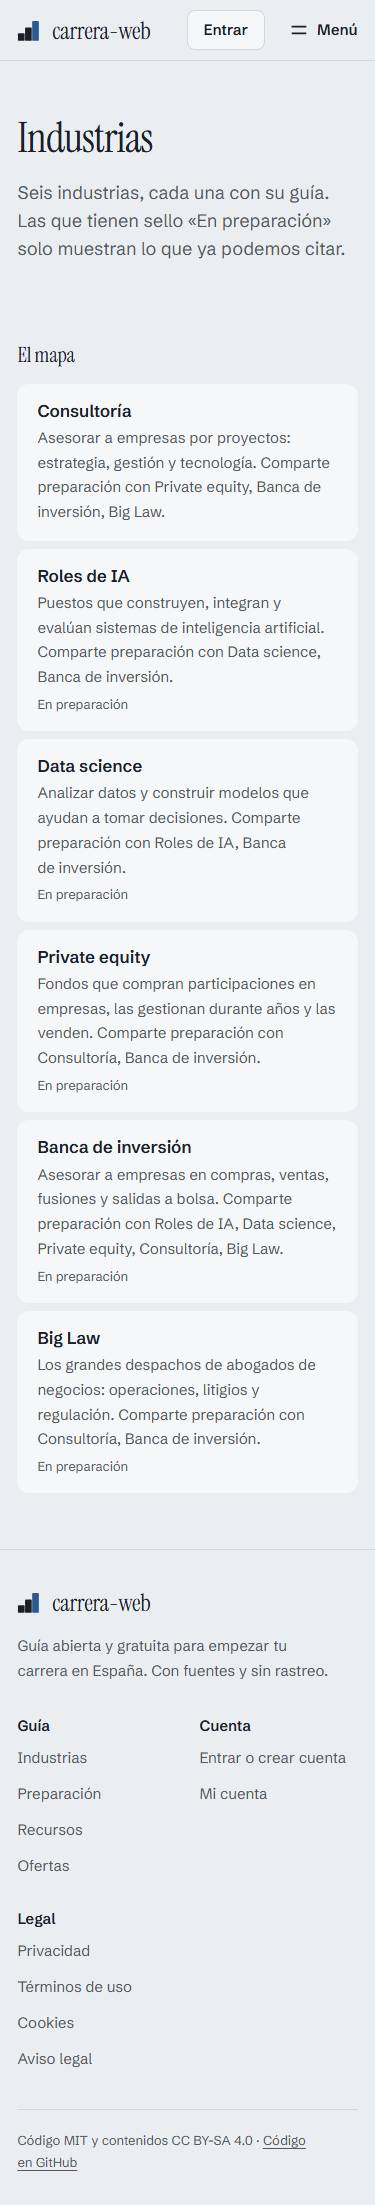 carrera-web
Entrar
Menú
Industrias
Seis industrias, cada una con su guía.
Las que tienen sello «En preparación»
solo muestran lo que ya podemos citar.
El mapa
Consultoría
Asesorar a empresas por proyectos:
estrategia, gestión y tecnología. Comparte
preparación con Private equity, Banca de
inversión, Big Law.
Roles de IA
Puestos que construyen, integran y
evalúan sistemas de inteligencia artificial.
Comparte preparación con Data science,
Banca de inversión.
En preparación
Data science
Analizar datos y construir modelos que
ayudan a tomar decisiones. Comparte
preparación con Roles de IA, Banca
de inversión.
En preparación
Private equity
Fondos que compran participaciones en
empresas, las gestionan durante años y las
venden. Comparte preparación con
Consultoría, Banca de inversión.
En preparación
Banca de inversión
Asesorar a empresas en compras, ventas,
fusiones y salidas a bolsa. Comparte
preparación con Roles de IA, Data science,
Private equity, Consultoría, Big Law.
En preparación
Big Law
Los grandes despachos de abogados de
negocios: operaciones, litigios y
regulación. Comparte preparación con
Consultoría, Banca de inversión.
En preparación
carrera-web
Guía abierta y gratuita para empezar tu
carrera en España. Con fuentes y sin rastreo.
Guía
Industrias
Preparación
Recursos
Ofertas
Cuenta
Entrar o crear cuenta
Mi cuenta
Legal
Privacidad
Términos de uso
Cookies
Aviso legal
Código MIT y contenidos CC BY-SA 4.0 · Código
en GitHub